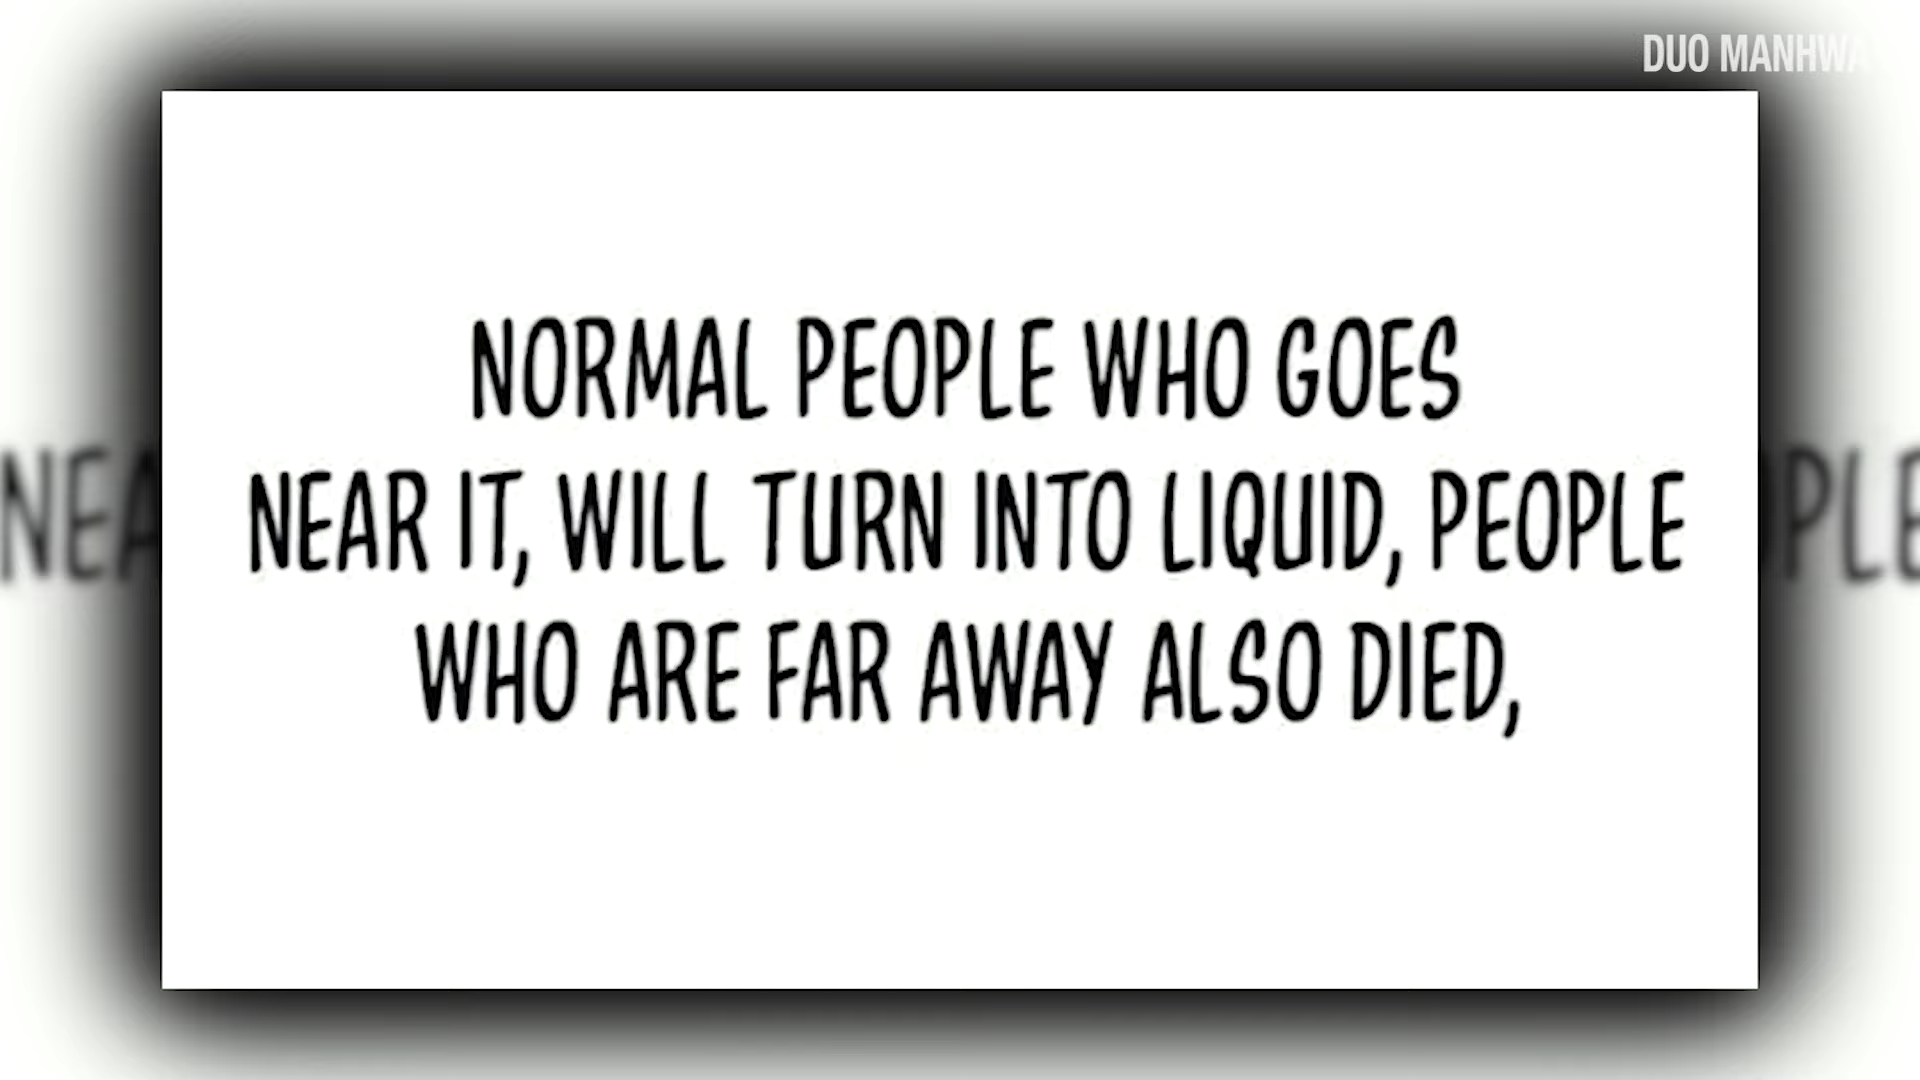 DUO MANHWA
NORMAL PEOPLE WHO GOES
NEAR IT, WILL TURN INTO LIQUID, PEOPLE
WHO ARE FAR AWAY ALSO DIED,